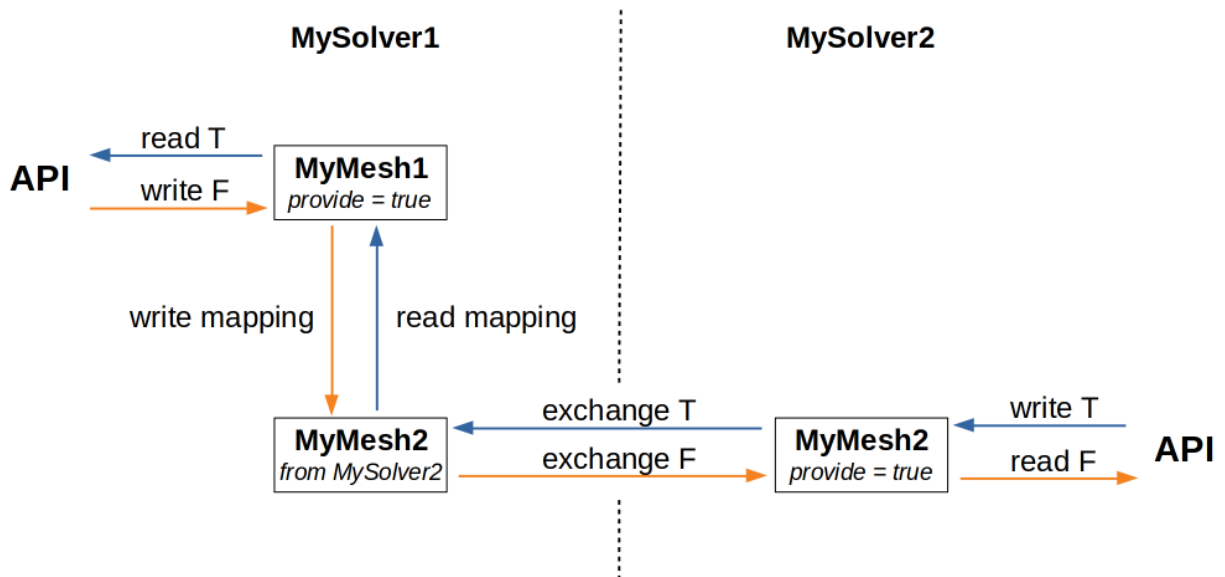 MySolver1
MySolver2
read T
API
write F
MyMesh1
provide = true
write mapping
read mapping
MyMesh2
from MySolver2
exchange T
exchange F
MyMesh2
provide = true
write T
read F
API